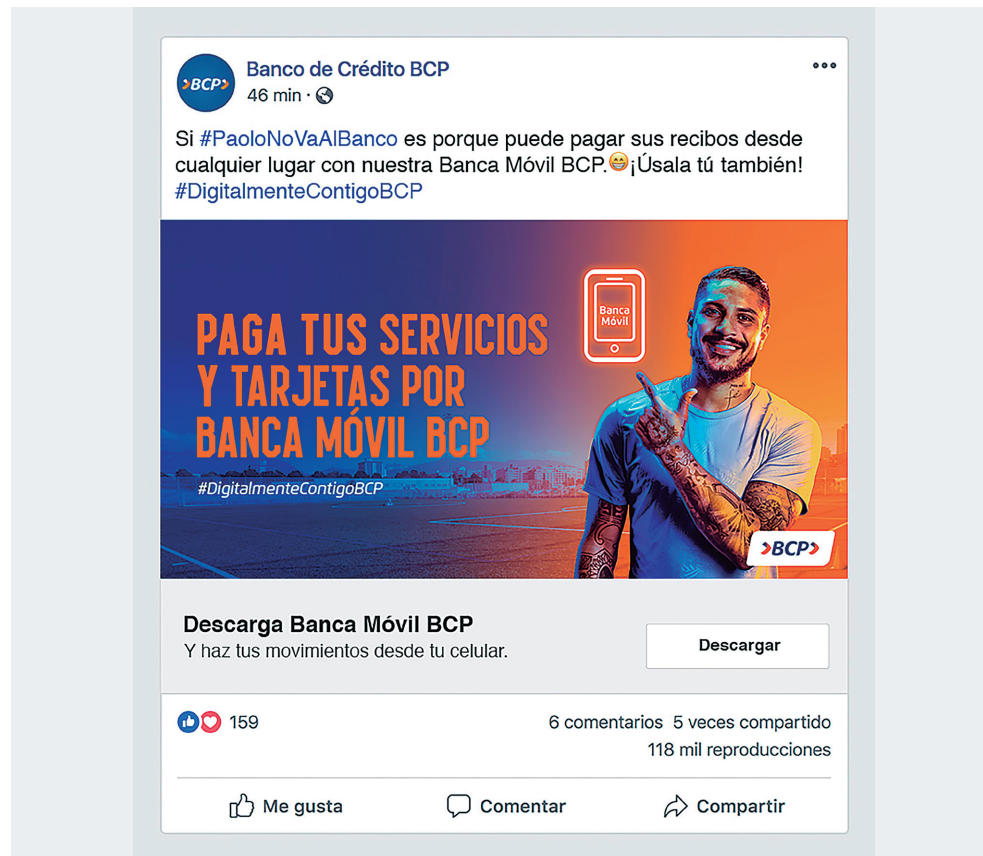 >BCP>
Banco de Crédito BCP
46 min ·
Si #PaoloNoVaAlBanco es porque puede pagar sus recibos desde
cualquier lugar con nuestra Banca Móvil BCP.😁¡Úsala tú también!
#DigitalmenteContigoBCP
Banca
Móvil
PAGA TUS SERVICIOS
Y TARJETAS POR
BANCA MÓVIL BCP
#DigitalmenteContigoBCP
>BCP>
Descarga Banca Móvil BCP
Y haz tus movimientos desde tu celular.
Descargar
159
6 comentarios 5 veces compartido
118 mil reproducciones
Me gusta
Comentar
Compartir